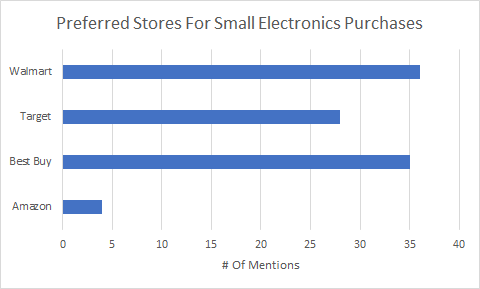 Preferred Stores For Small Electronics Purchases
Walmart
Target
Best Buy
Amazon
0 5 10 15 20 25 30 35 40
# Of Mentions